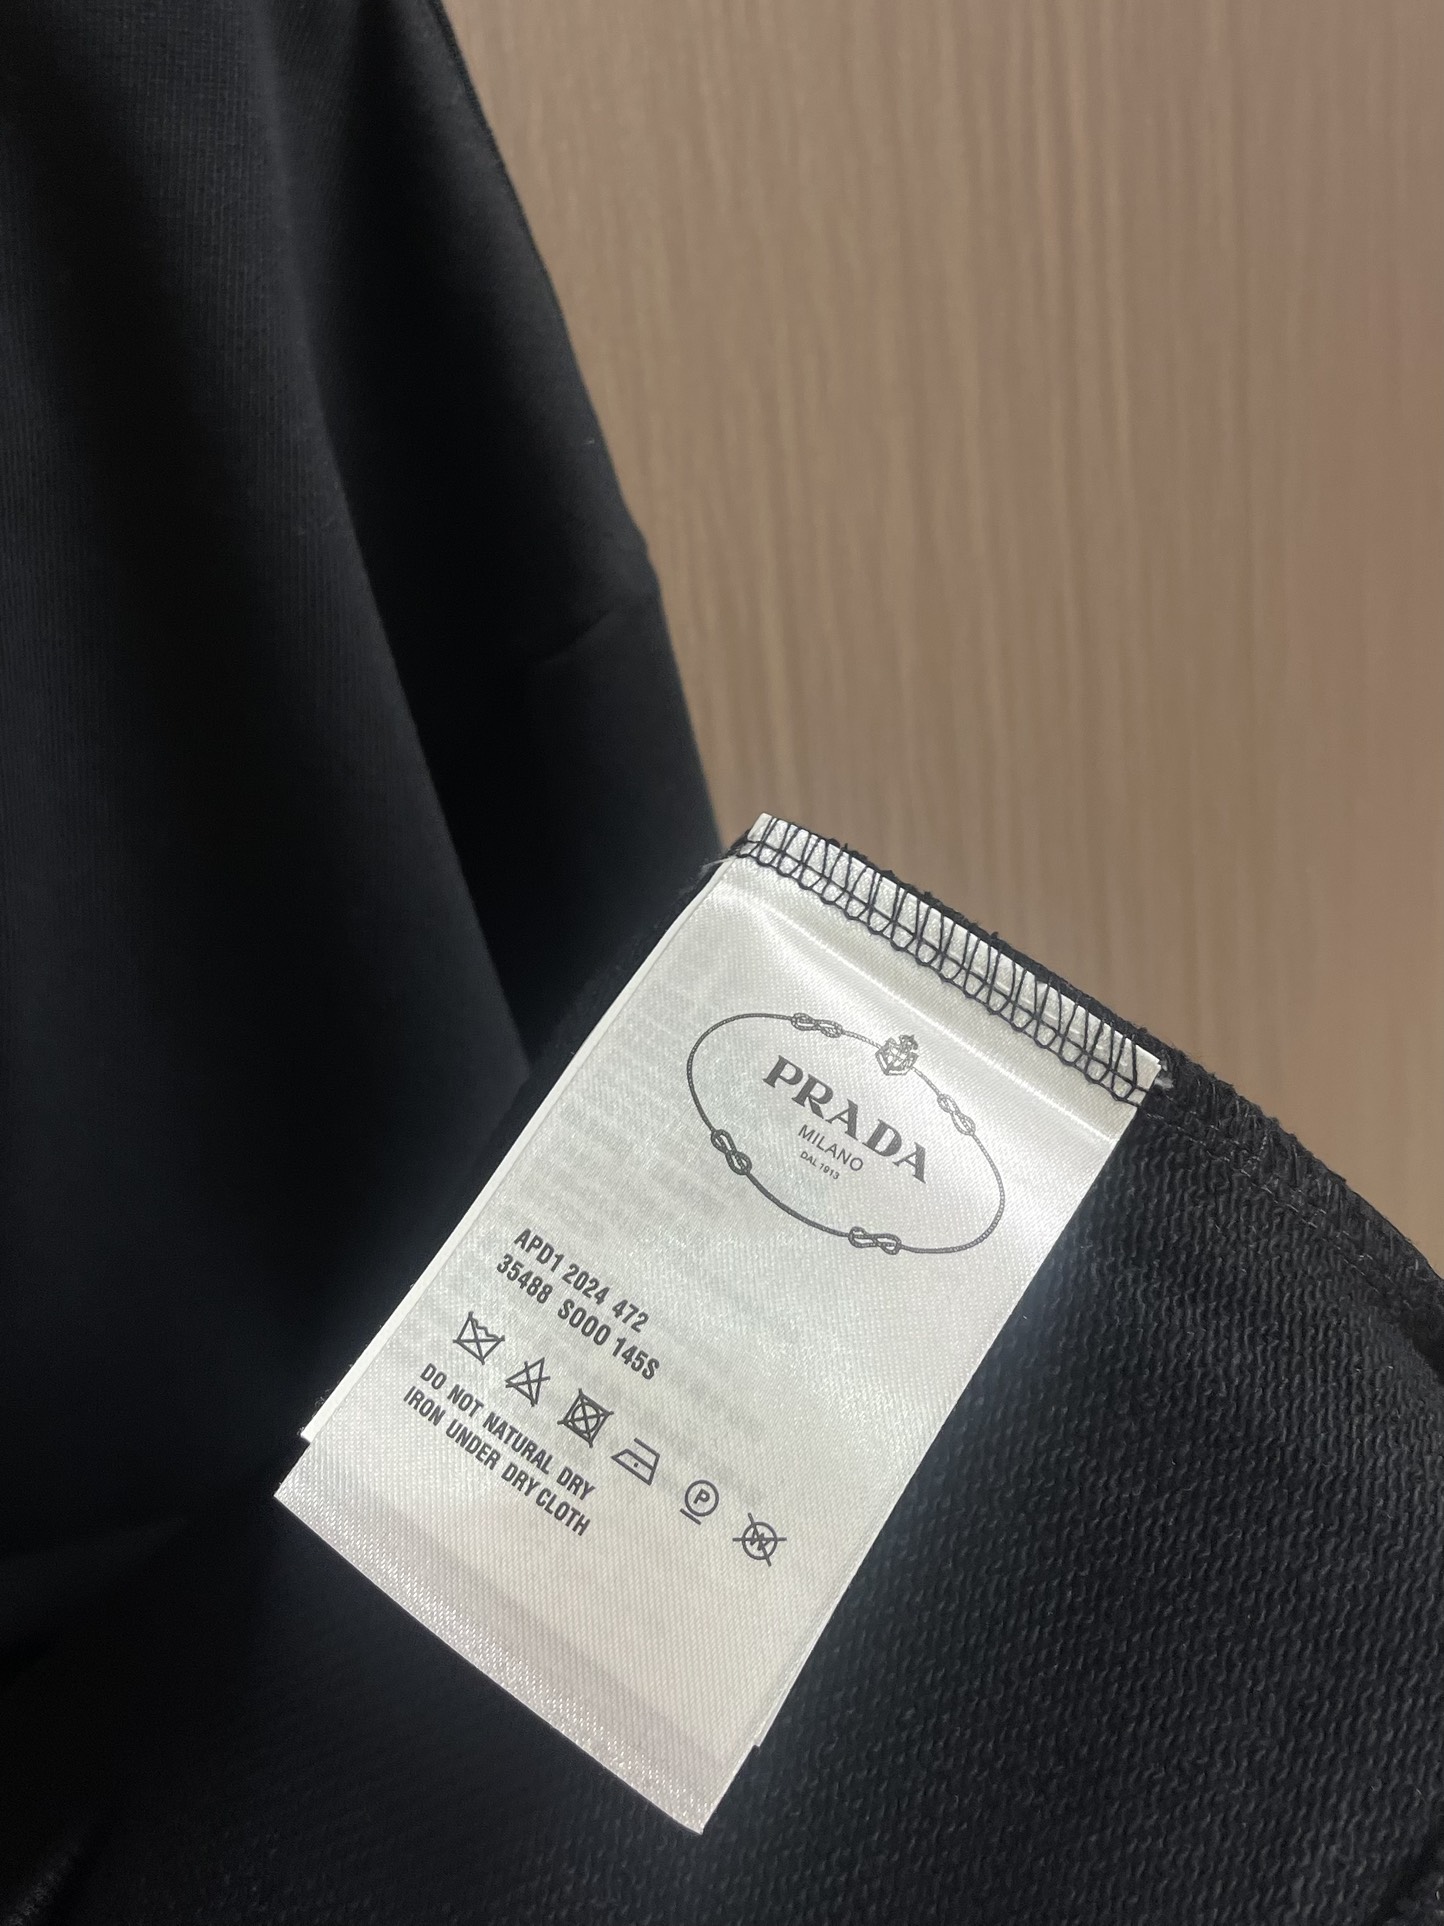 PRADA
MILANO
DAL 1913
APD1 2024 472
35488 S000 145S
P
W
DO NOT NATURAL DRY
IRON UNDER DRY CLOTH